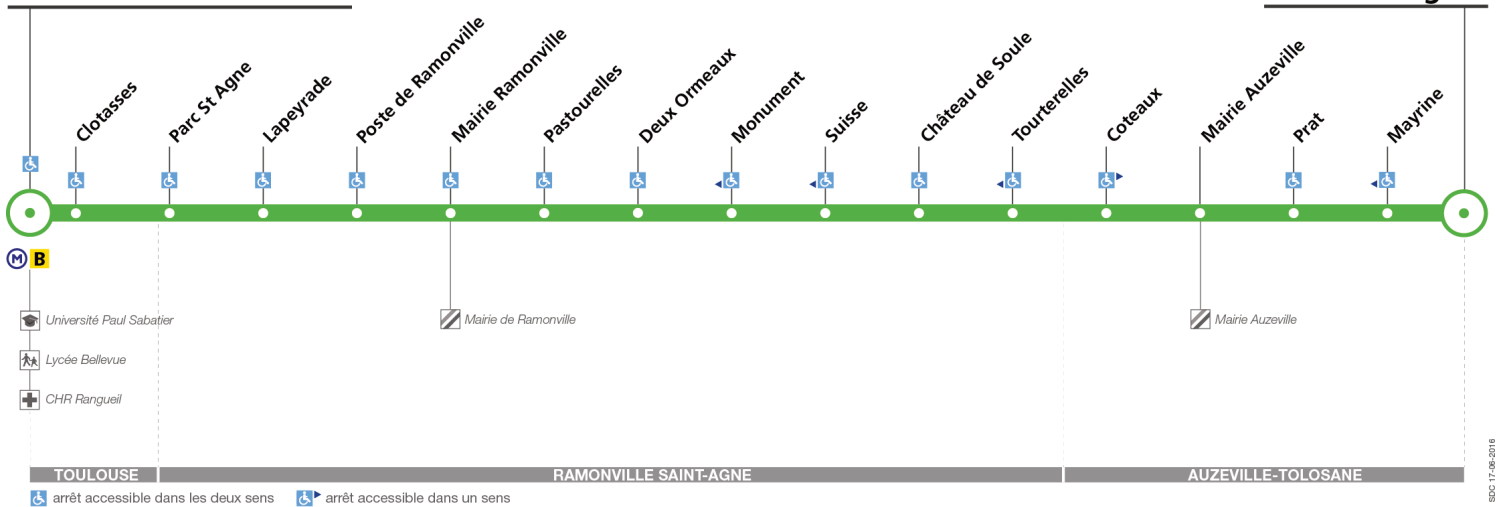 Clotasses
Parc St Agne
Lapeyrade
Poste de Ramonville
Mairie Ramonville
Pastourelles
Deux Ormeaux
Monument
Suisse
Château de Soule
Tourterelles
Coteaux
Mairie Auzeville
Prat
Mayrine
M B
Université Paul Sabatier
Lycée Bellevue
CHR Rangueil
Mairie de Ramonville
Mairie Auzeville
TOULOUSE
RAMONVILLE SAINT-AGNE
AUZEVILLE-TOLOSANE
arrêt accessible dans les deux sens
arrêt accessible dans un sens
SDC 17-06-2016